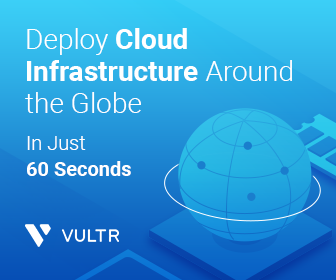 Deploy Cloud
Infrastructure Around
the Globe
In Just
60 Seconds
VULTR